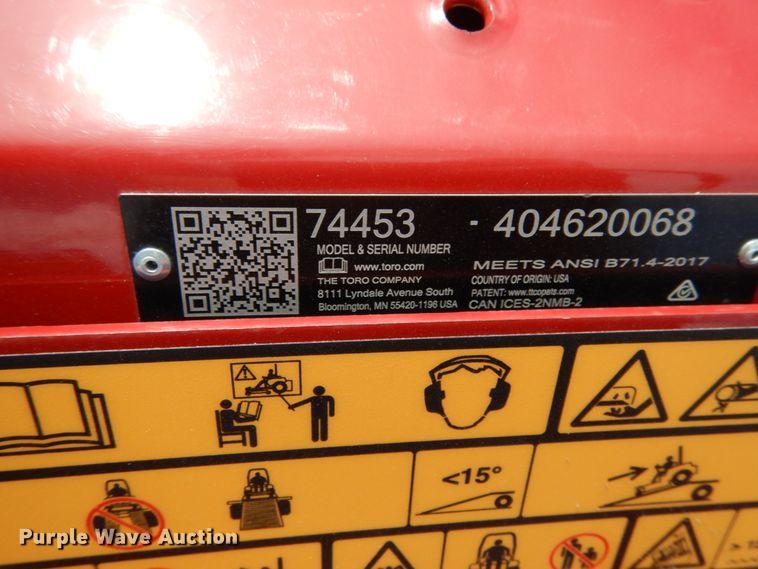 74453 - 404620068
MODEL & SERIAL NUMBER
www.toro.com
MEETS ANSI B71.4-2017
THE TORO COMPANY
COUNTRY OF ORIGIN: USA
8111 Lyndale Avenue South
PATENT: www.ttcopats.com
Bloomington, MN 55420-1196 USA
CAN ICES-2/NMB-2
<15°
Purple Wave Auction